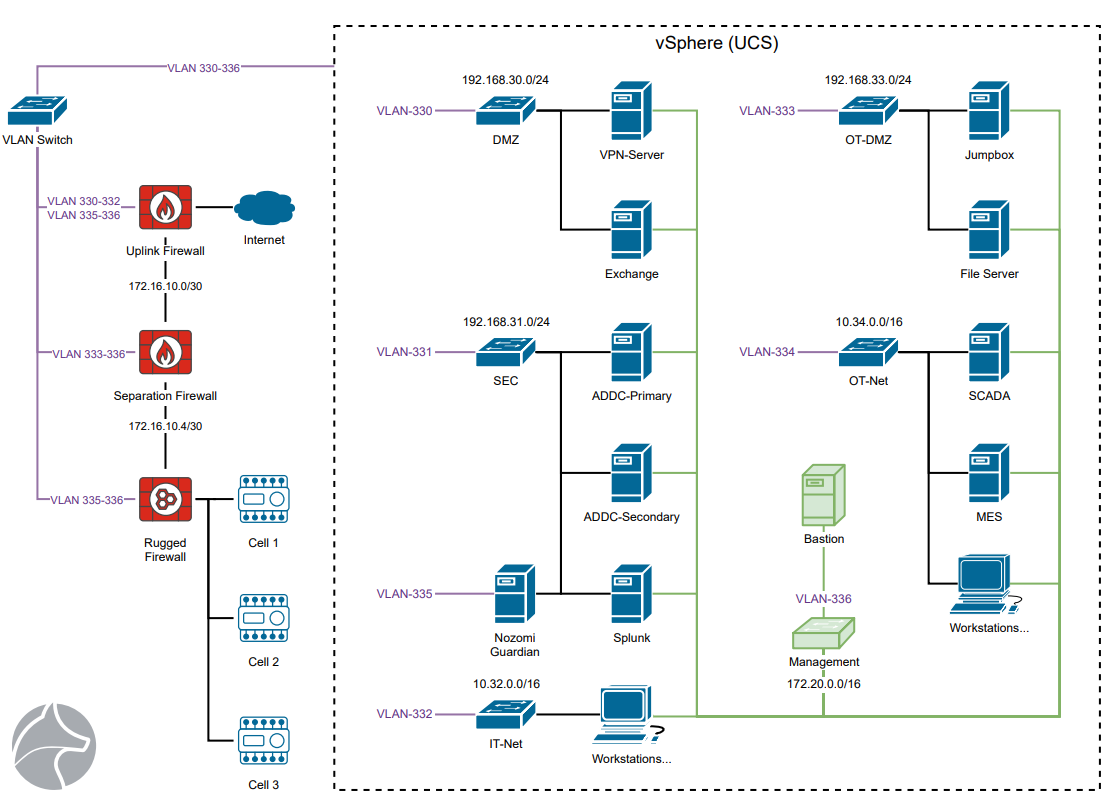 vSphere (UCS)
VLAN 330-336
VLAN Switch
VLAN 330-332
VLAN 335-336
Uplink Firewall
Internet
172.16.10.0/30
VLAN 333-336
Separation Firewall
172.16.10.4/30
VLAN 335-336
Rugged
Firewall
Cell 1
Cell 2
Cell 3
192.168.30.0/24
VLAN-330
DMZ
VPN-Server
Exchange
192.168.31.0/24
VLAN-331
SEC
ADDC-Primary
ADDC-Secondary
VLAN-335
Nozomi
Guardian
Splunk
10.32.0.0/16
VLAN-332
IT-Net
Workstations...
192.168.33.0/24
VLAN-333
OT-DMZ
Jumpbox
File Server
10.34.0.0/16
VLAN-334
OT-Net
SCADA
MES
Workstations...
Bastion
VLAN-336
Management
172.20.0.0/16